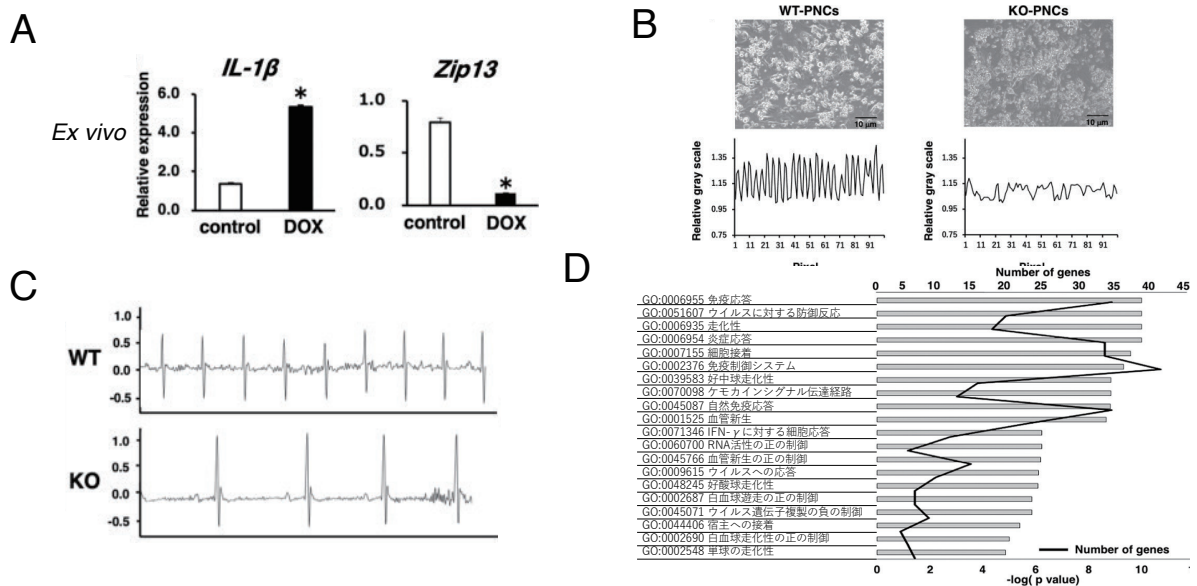 A
IL-1β
Zip13
Ex vivo
Relative expression
6.0
4.0
2.0
0.0
*
control
DOX
1.0
0.5
0.0
*
control
DOX
B
WT-PNCs
KO-PNCs
10 μm
10 μm
Relative gray scale
1.35
1.15
0.95
0.75
1 11 21 31 41 51 61 71 81 91
Relative gray scale
1.35
1.15
0.95
0.75
1 11 21 31 41 51 61 71 81 91
C
WT
1.0
0.5
0.0
-0.5
KO
1.0
0.5
0.0
-0.5
D
Number of genes
0 5 10 15 20 25 30 35 40 45
GO:0006955 免疫応答
GO:0051607 ウイルスに対する防御反応
GO:0006935 走化性
GO:0006954 炎症応答
GO:0007155 細胞接着
GO:0002376 免疫制御システム
GO:0039583 好中球走化性
GO:0070098 ケモカインシグナル伝達経路
GO:0045087 自然免疫応答
GO:0001525 血管新生
GO:0071346 IFN-γに対する細胞応答
GO:0060700 RNA活性の正の制御
GO:0045766 血管新生の正の制御
GO:0009615 ウイルスへの応答
GO:0048245 好酸球走化性
GO:0002687 白血球遊走の正の制御
GO:0045071 ウイルス遺伝子複製の負の制御
GO:0044406 宿主への接着
GO:0002690 白血球走化性の正の制御
GO:0002548 単球の走化性
Number of genes
0 2 4 6 8 10
-log( p value)